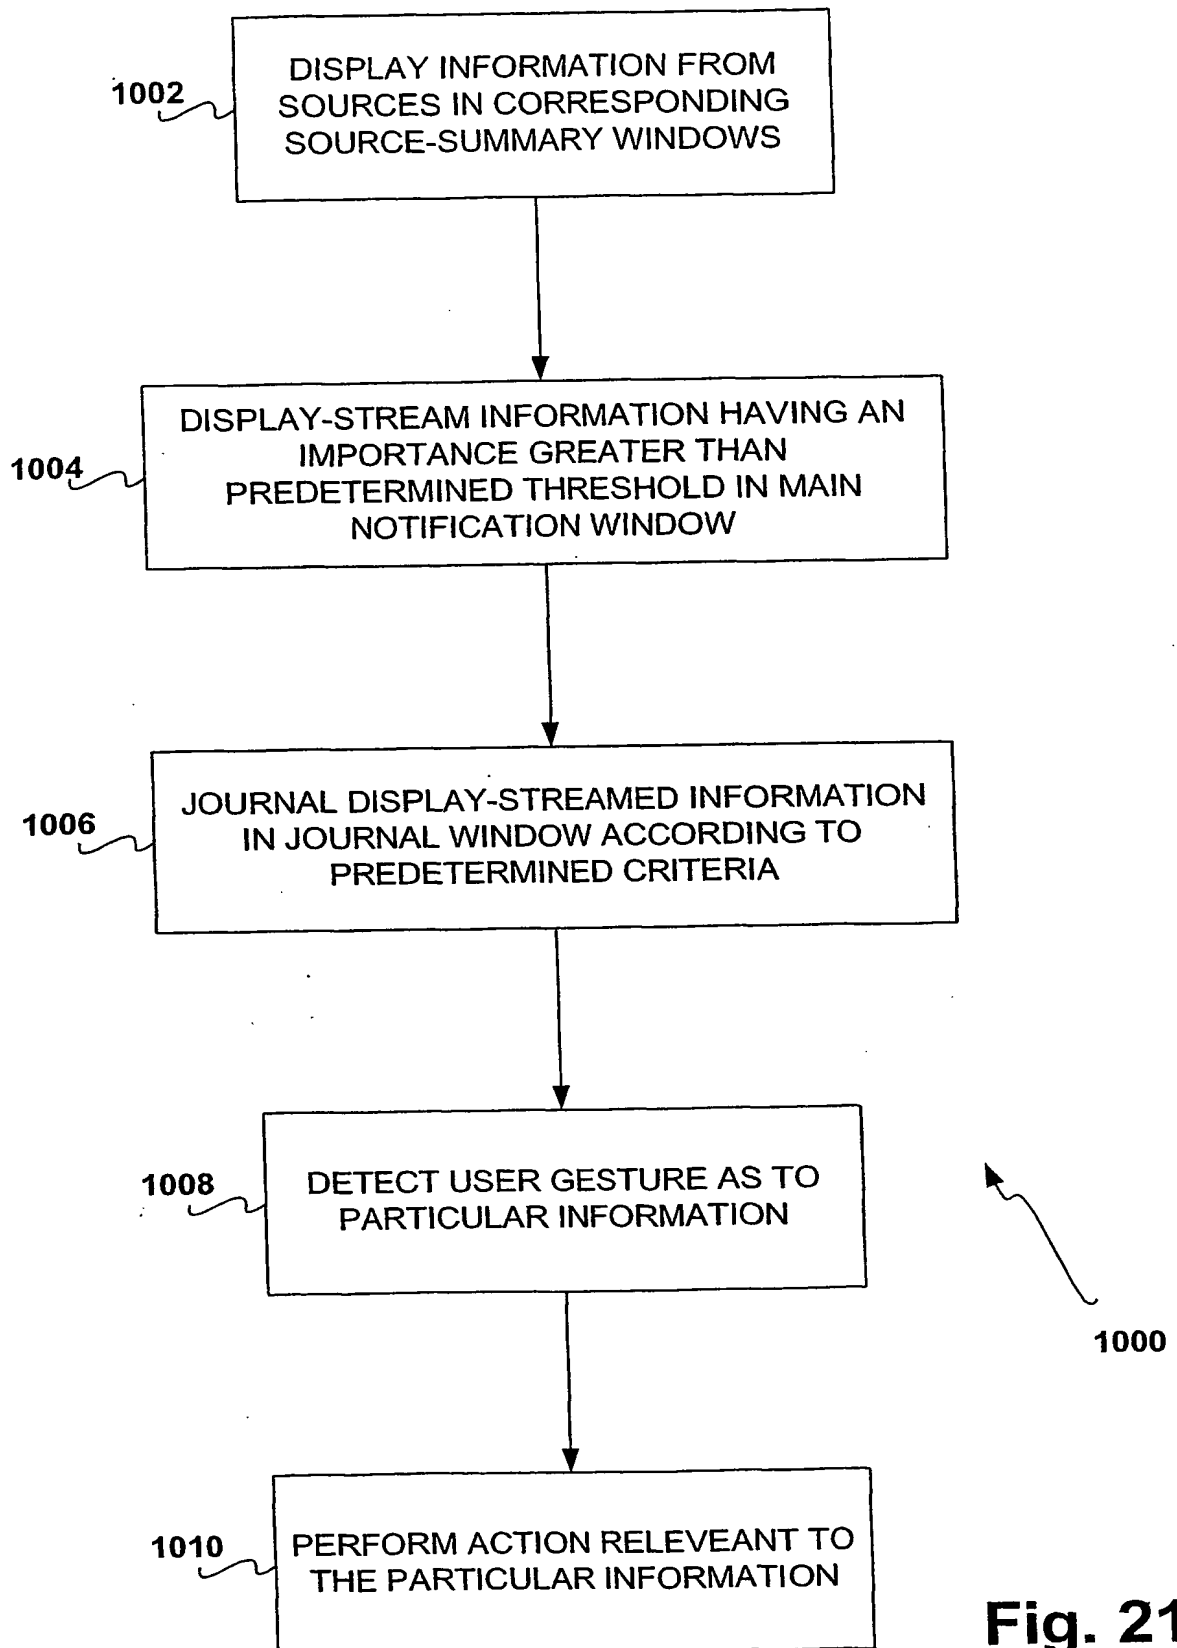 1002
DISPLAY INFORMATION FROM
SOURCES IN CORRESPONDING
SOURCE-SUMMARY WINDOWS
1004
DISPLAY-STREAM INFORMATION HAVING AN
IMPORTANCE GREATER THAN
PREDETERMINED THRESHOLD IN MAIN
NOTIFICATION WINDOW
1006
JOURNAL DISPLAY-STREAMED INFORMATION
IN JOURNAL WINDOW ACCORDING TO
PREDETERMINED CRITERIA
1008
DETECT USER GESTURE AS TO
PARTICULAR INFORMATION
1000
1010
PERFORM ACTION RELEVEANT TO
THE PARTICULAR INFORMATION
Fig. 21